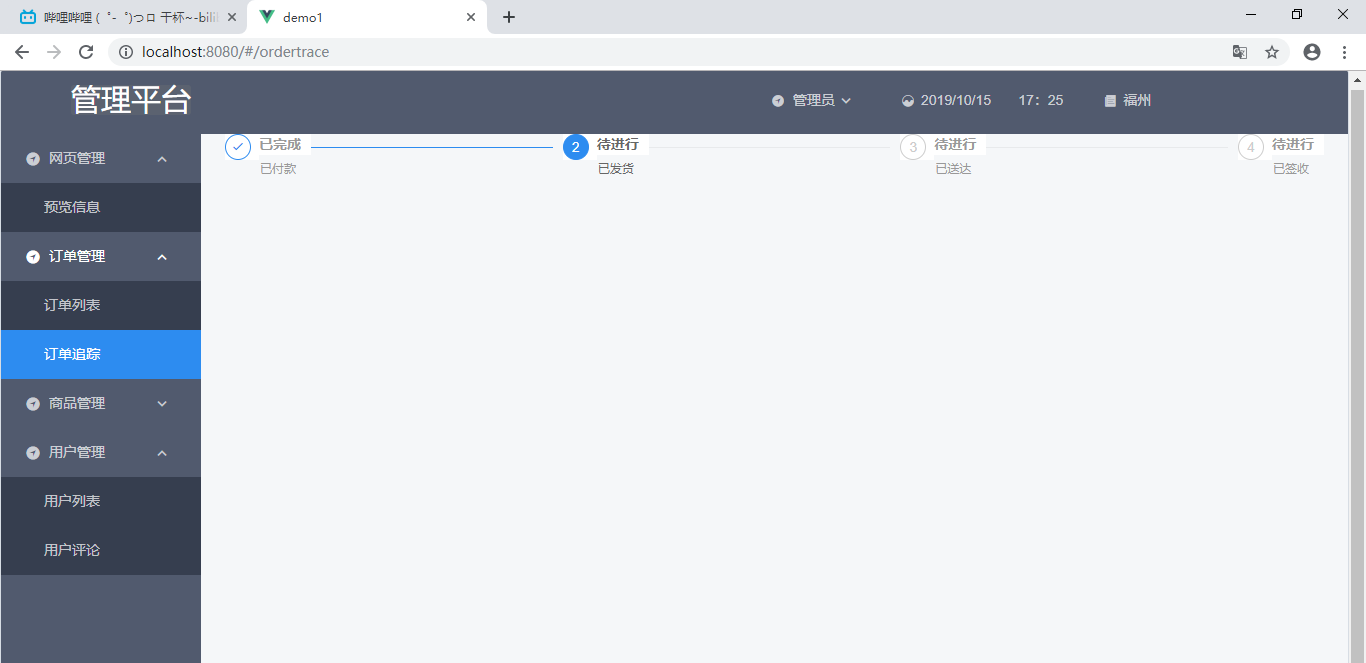 哔哩哔哩 (゜-゜)つロ 干杯~-bili
demo1
localhost:8080/#/ordertrace
管理平台
管理员
2019/10/15
17：25
福州
网页管理
预览信息
订单管理
订单列表
订单追踪
商品管理
用户管理
用户列表
用户评论
已完成
已付款
2
待进行
已发货
3
待进行
已送达
4
待进行
已签收